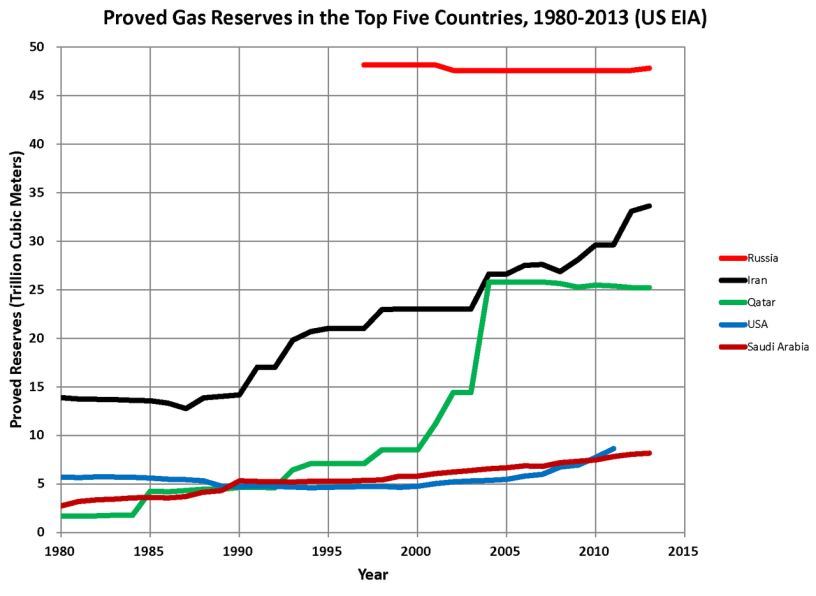 Proved Gas Reserves in the Top Five Countries, 1980-2013 (US EIA)
Proved Reserves (Trillion Cubic Meters)
50
45
40
35
30
25
20
15
10
5
0
1980 1985 1990 1995 2000 2005 2010 2015
Year
Russia
Iran
Qatar
USA
Saudi Arabia